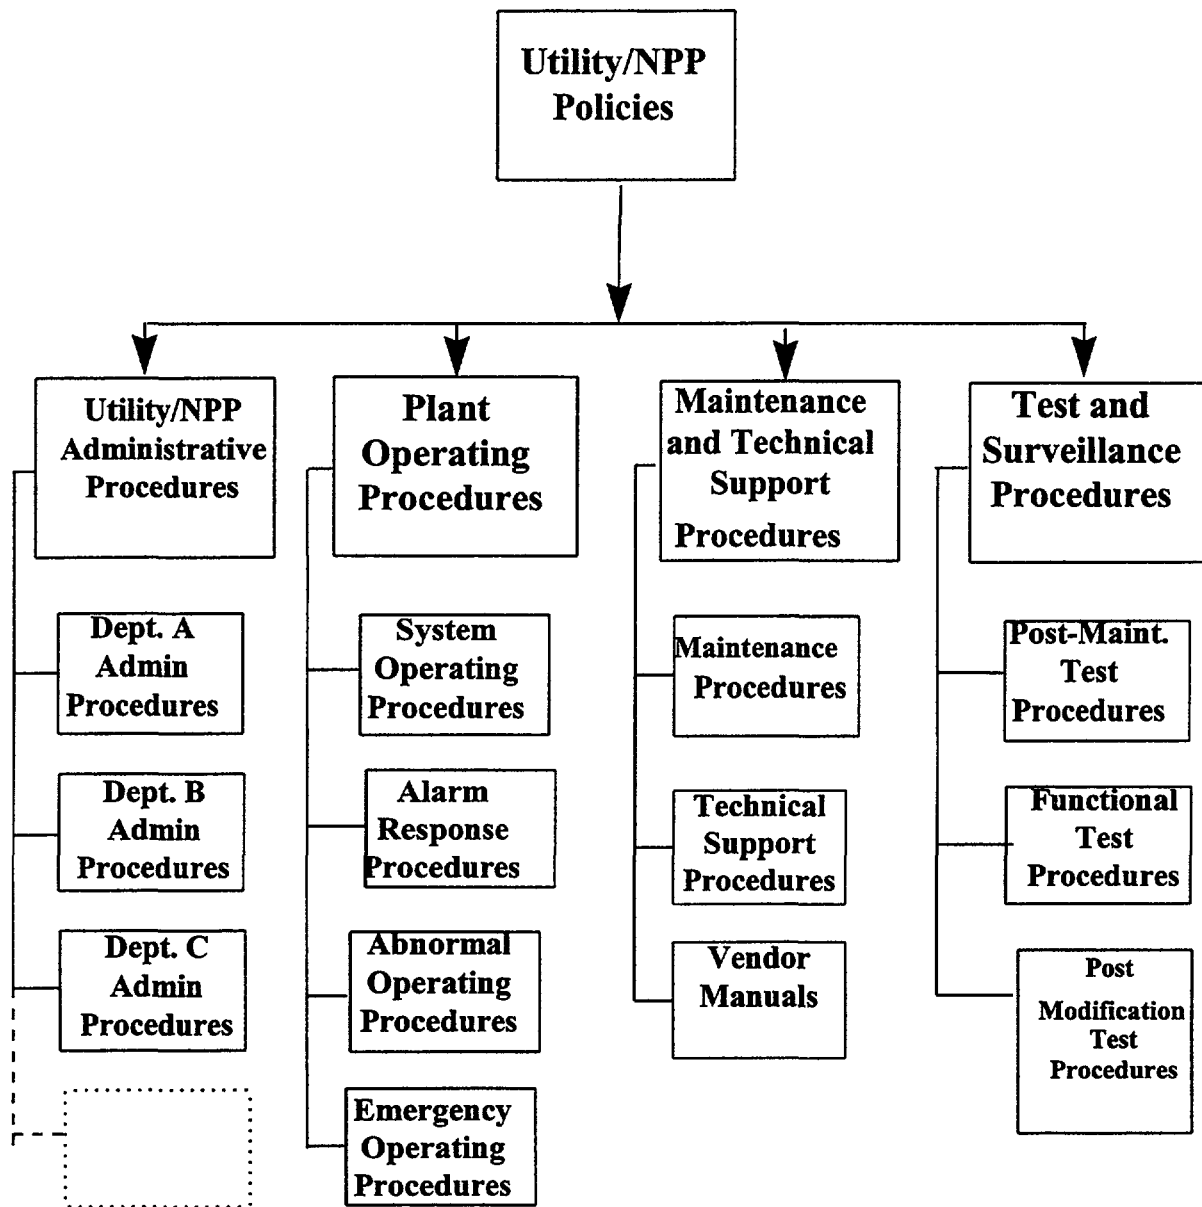 Utility/NPP
Policies
Utility/NPP
Administrative
Procedures
Plant
Operating
Procedures
Maintenance
and Technical
Support
Procedures
Test and
Surveillance
Procedures
Dept. A
Admin
Procedures
Dept. B
Admin
Procedures
Dept. C
Admin
Procedures
System
Operating
Procedures
Alarm
Response
Procedures
Abnormal
Operating
Procedures
Emergency
Operating
Procedures
Maintenance
Procedures
Technical
Support
Procedures
Vendor
Manuals
Post-Maint.
Test
Procedures
Functional
Test
Procedures
Post
Modification
Test
Procedures